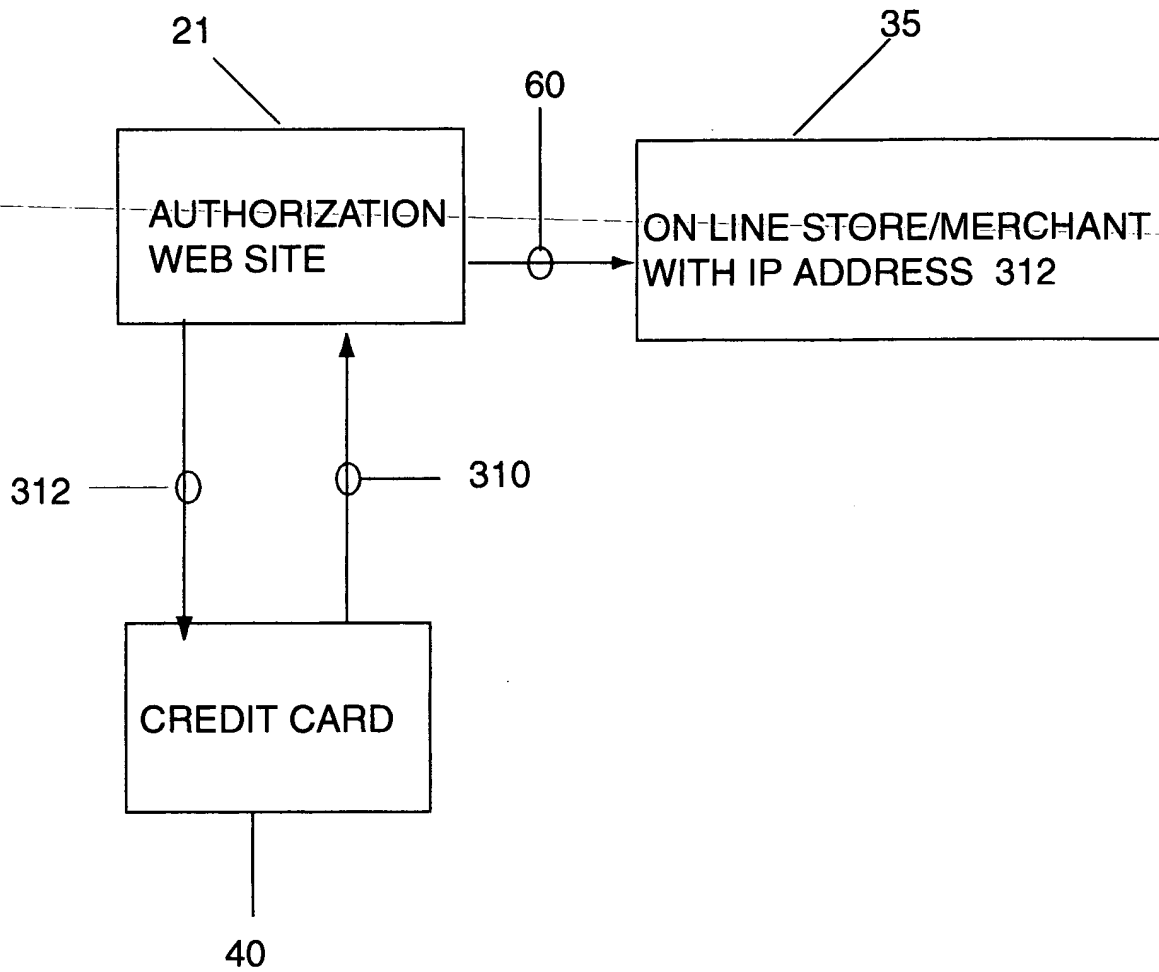 21
35
60
AUTHORIZATION
WEB SITE
ON LINE STORE/MERCHANT
WITH IP ADDRESS 312
312
310
CREDIT CARD
40